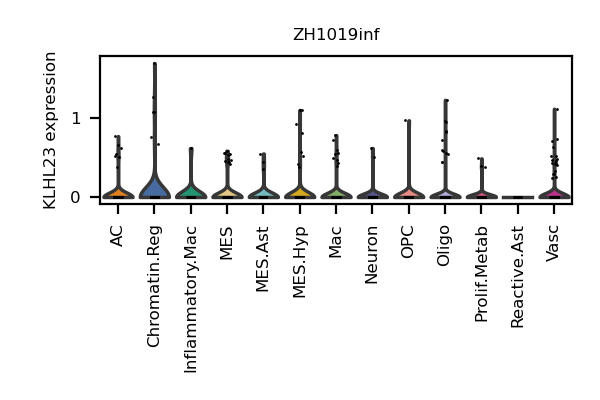 ZH1019inf
KLHL23 expression
1
0
AC
Chromatin.Reg
Inflammatory.Mac
MES
MES.Ast
MES.Hyp
Mac
Neuron
OPC
Oligo
Prolif.Metab
Reactive.Ast
Vasc